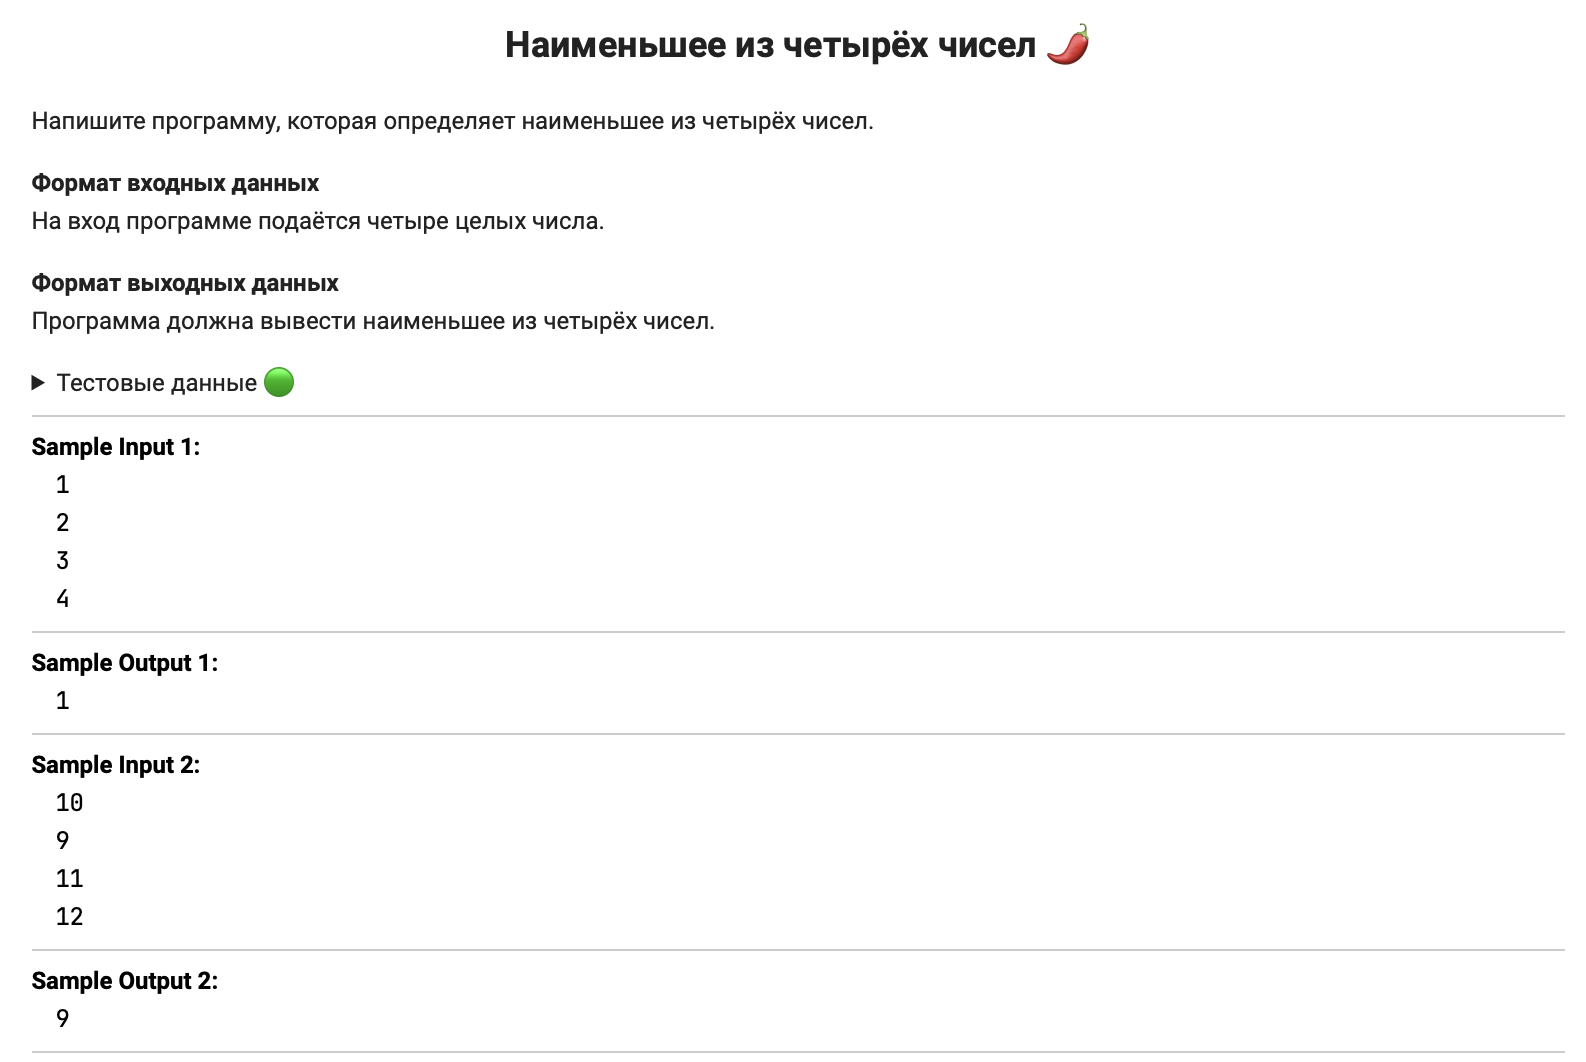 Наименьшее из четырёх чисел 🌶️
Напишите программу, которая определяет наименьшее из четырёх чисел.
Формат входных данных
На вход программе подаётся четыре целых числа.
Формат выходных данных
Программа должна вывести наименьшее из четырёх чисел.
Тестовые данные 🟢
Sample Input 1:
1
2
3
4
Sample Output 1:
1
Sample Input 2:
10
9
11
12
Sample Output 2:
9